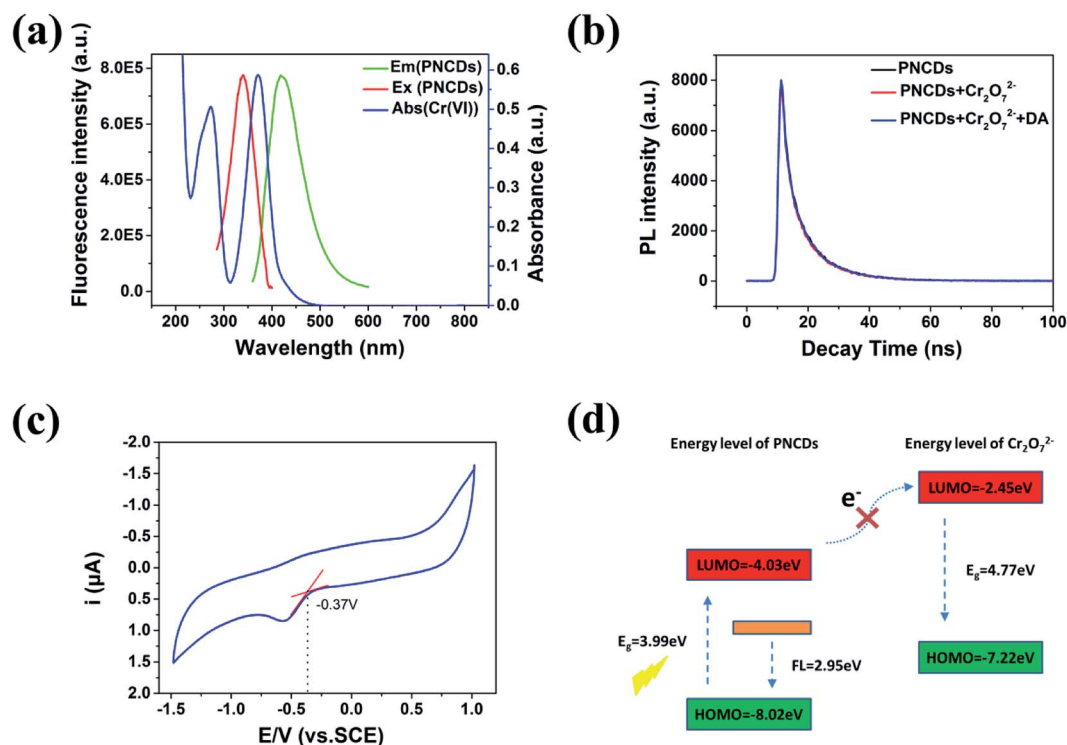 (a)
Fluorescence intensity (a.u.)
8.0E5
6.0E5
4.0E5
2.0E5
0.0
Em(PNCDs)
Ex (PNCDs)
Abs(Cr(VI))
0.6
0.5
0.4
0.3
0.2
0.1
0.0
Absorbance (a.u.)
200 300 400 500 600 700 800
Wavelength (nm)
(b)
PL intensity (a.u.)
8000
6000
4000
2000
0
PNCDs
PNCDs+Cr₂O₇²⁻
PNCDs+Cr₂O₇²⁻+DA
0 20 40 60 80 100
Decay Time (ns)
(c)
i (µA)
-2.0
-1.5
-1.0
-0.5
0.0
0.5
1.0
1.5
2.0
-0.37V
-1.5 -1.0 -0.5 0.0 0.5 1.0
E/V (vs.SCE)
(d)
Energy level of PNCDs
Energy level of Cr₂O₇²⁻
LUMO=-2.45eV
e⁻
LUMO=-4.03eV
Eg=4.77eV
Eg=3.99eV
FL=2.95eV
HOMO=-7.22eV
HOMO=-8.02eV